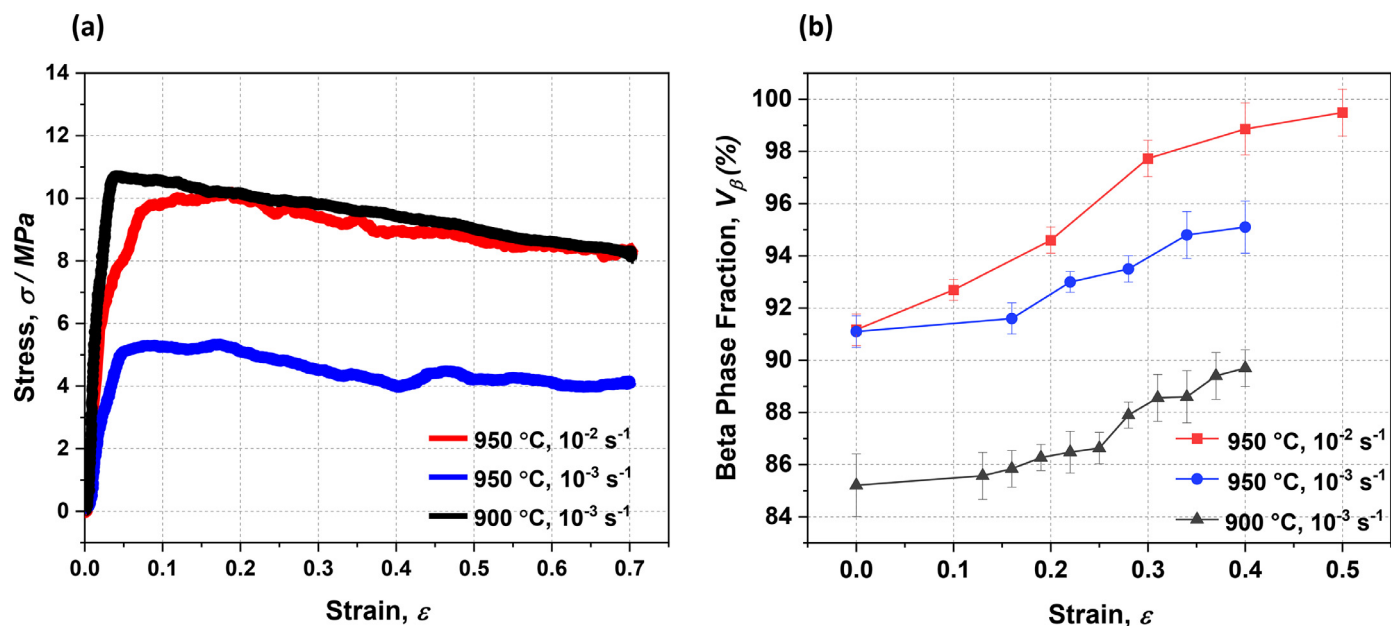 (a)
14
12
10
8
6
4
2
0
Stress, σ / MPa
0.0 0.1 0.2 0.3 0.4 0.5 0.6 0.7
Strain, ε
950 °C, 10⁻² s⁻¹
950 °C, 10⁻³ s⁻¹
900 °C, 10⁻³ s⁻¹
(b)
100
98
96
94
92
90
88
86
84
Beta Phase Fraction, V_β (%)
0.0 0.1 0.2 0.3 0.4 0.5
Strain, ε
950 °C, 10⁻² s⁻¹
950 °C, 10⁻³ s⁻¹
900 °C, 10⁻³ s⁻¹